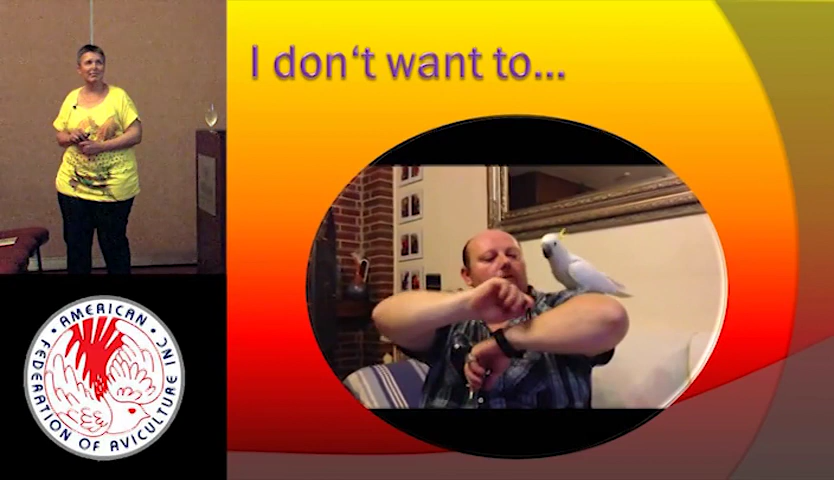 I don't want to...
• AMERICAN •
FEDERATION OF AVICULTURE INC